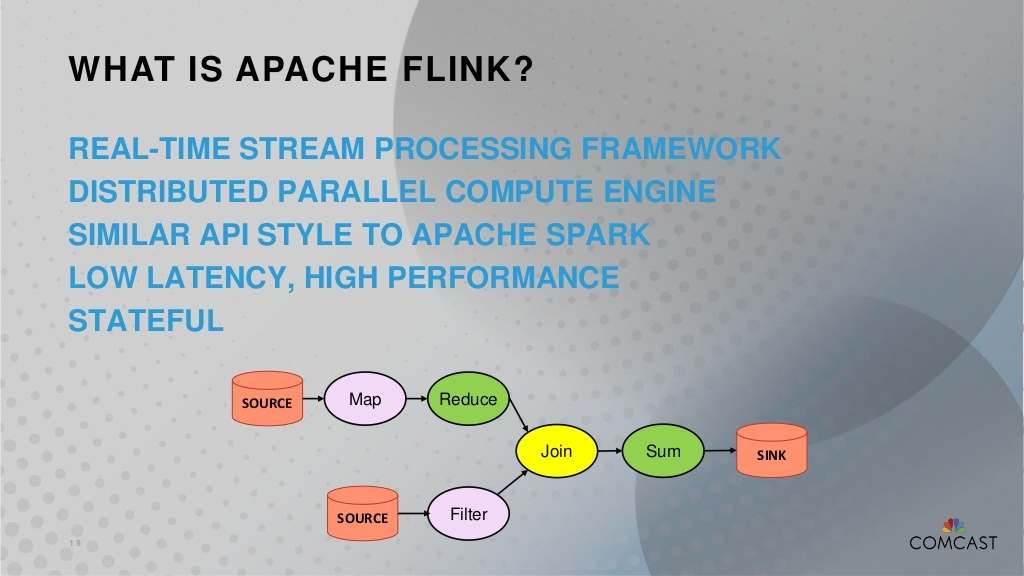 WHAT IS APACHE FLINK?
REAL-TIME STREAM PROCESSING FRAMEWORK
DISTRIBUTED PARALLEL COMPUTE ENGINE
SIMILAR API STYLE TO APACHE SPARK
LOW LATENCY, HIGH PERFORMANCE
STATEFUL
SOURCE
Map
Reduce
Join
Sum
SINK
SOURCE
Filter
19
COMCAST